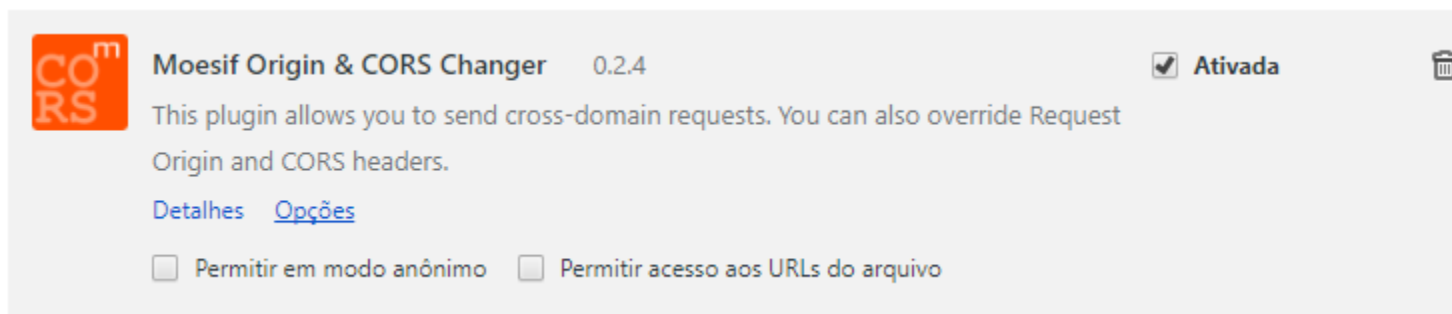 CO m
RS
Moesif Origin & CORS Changer 0.2.4 Ativada
This plugin allows you to send cross-domain requests. You can also override Request
Origin and CORS headers.
Detalhes Opções
Permitir em modo anônimo Permitir acesso aos URLs do arquivo